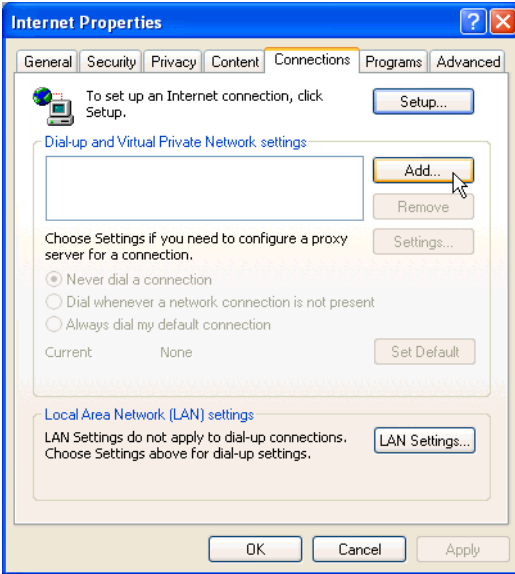 Internet Properties
General Security Privacy Content Connections Programs Advanced
To set up an Internet connection, click
Setup.
Setup...
Dial-up and Virtual Private Network settings
Add...
Remove
Choose Settings if you need to configure a proxy
server for a connection.
Settings...
Never dial a connection
Dial whenever a network connection is not present
Always dial my default connection
Current None
Set Default
Local Area Network (LAN) settings
LAN Settings do not apply to dial-up connections.
Choose Settings above for dial-up settings.
LAN Settings...
OK Cancel Apply